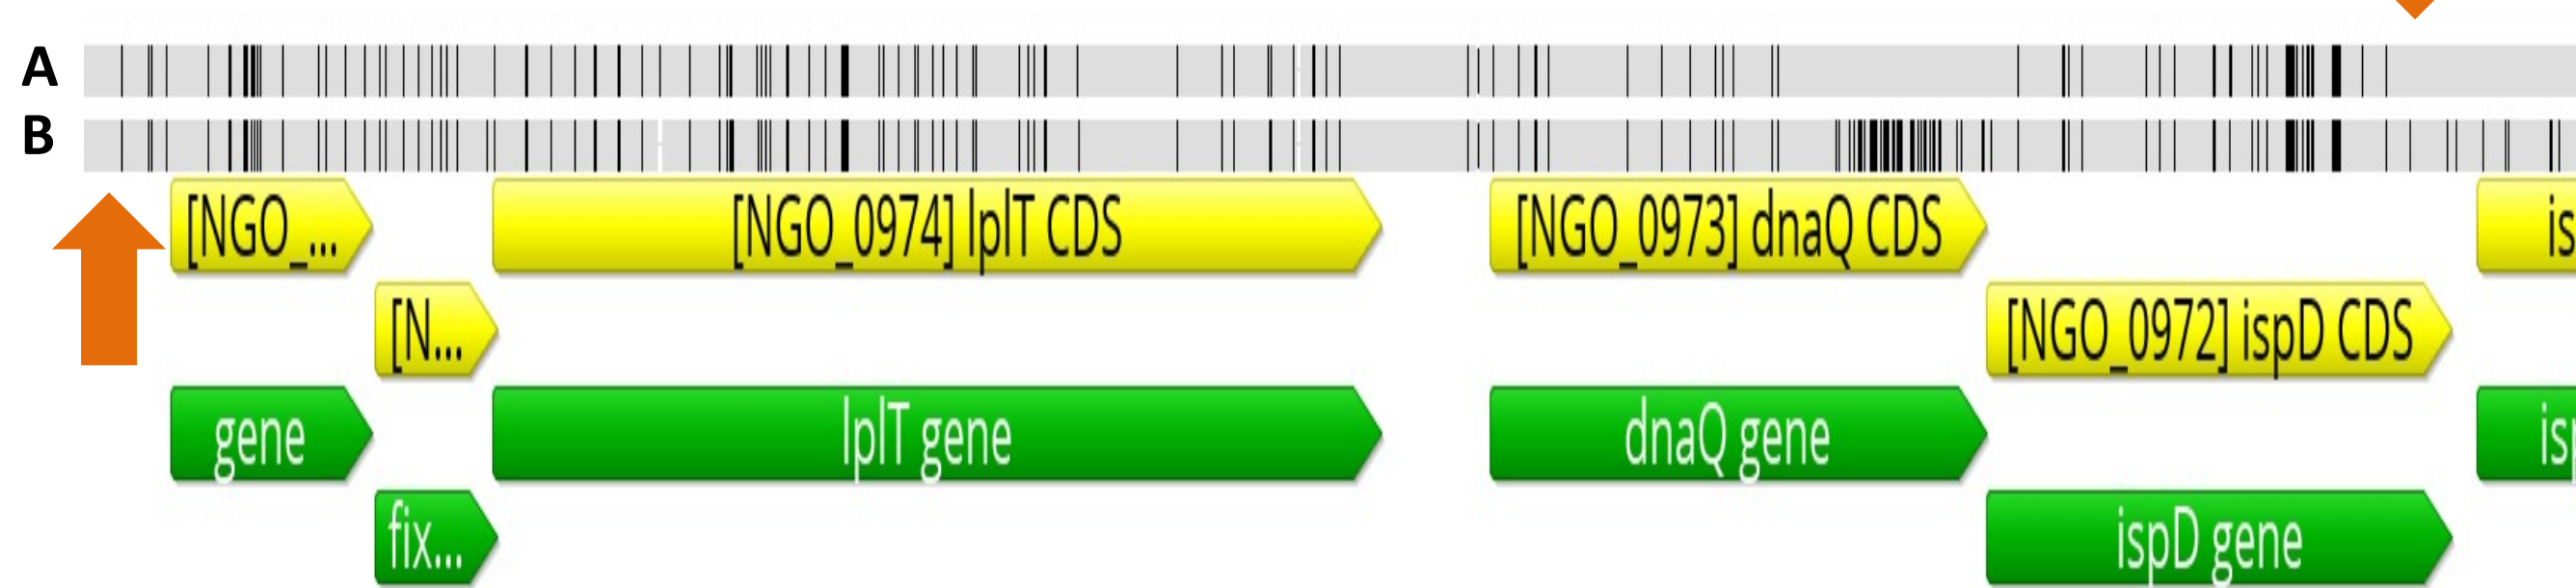 A
B
[NGO_...
[NGO_0974] lplT CDS
[NGO_0973] dnaQ CDS
is
[N...
[NGO_0972] ispD CDS
gene
lplT gene
dnaQ gene
isp
fix...
ispD gene